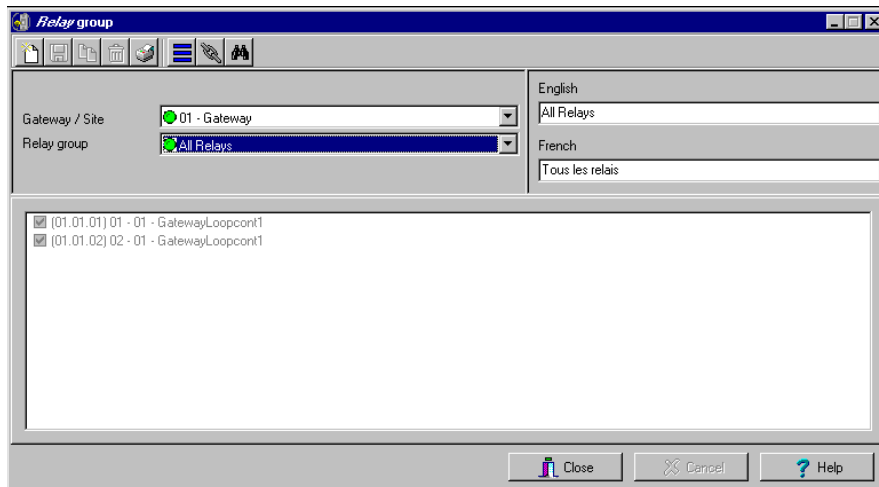 Relay group
English
Gateway / Site 01 - Gateway All Relays
Relay group All Relays French
Tous les relais
(01.01.01) 01 - 01 - GatewayLoopcont1
(01.01.02) 02 - 01 - GatewayLoopcont1
Close Cancel Help